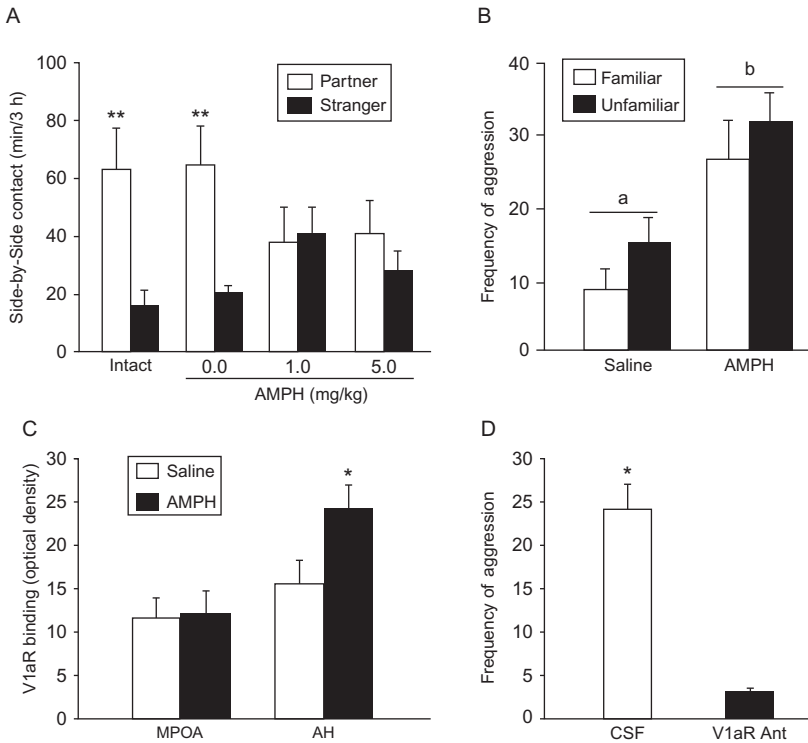 A
Side-by-Side contact (min/3 h)
100
80
60
40
20
0
Partner
Stranger
**
**
Intact
0.0
1.0
5.0
AMPH (mg/kg)
B
Frequency of aggression
40
30
20
10
0
Familiar
Unfamiliar
a
b
Saline
AMPH
C
V1aR binding (optical density)
30
25
20
15
10
5
0
Saline
AMPH
*
MPOA
AH
D
Frequency of aggression
30
25
20
15
10
5
0
*
CSF
V1aR Ant